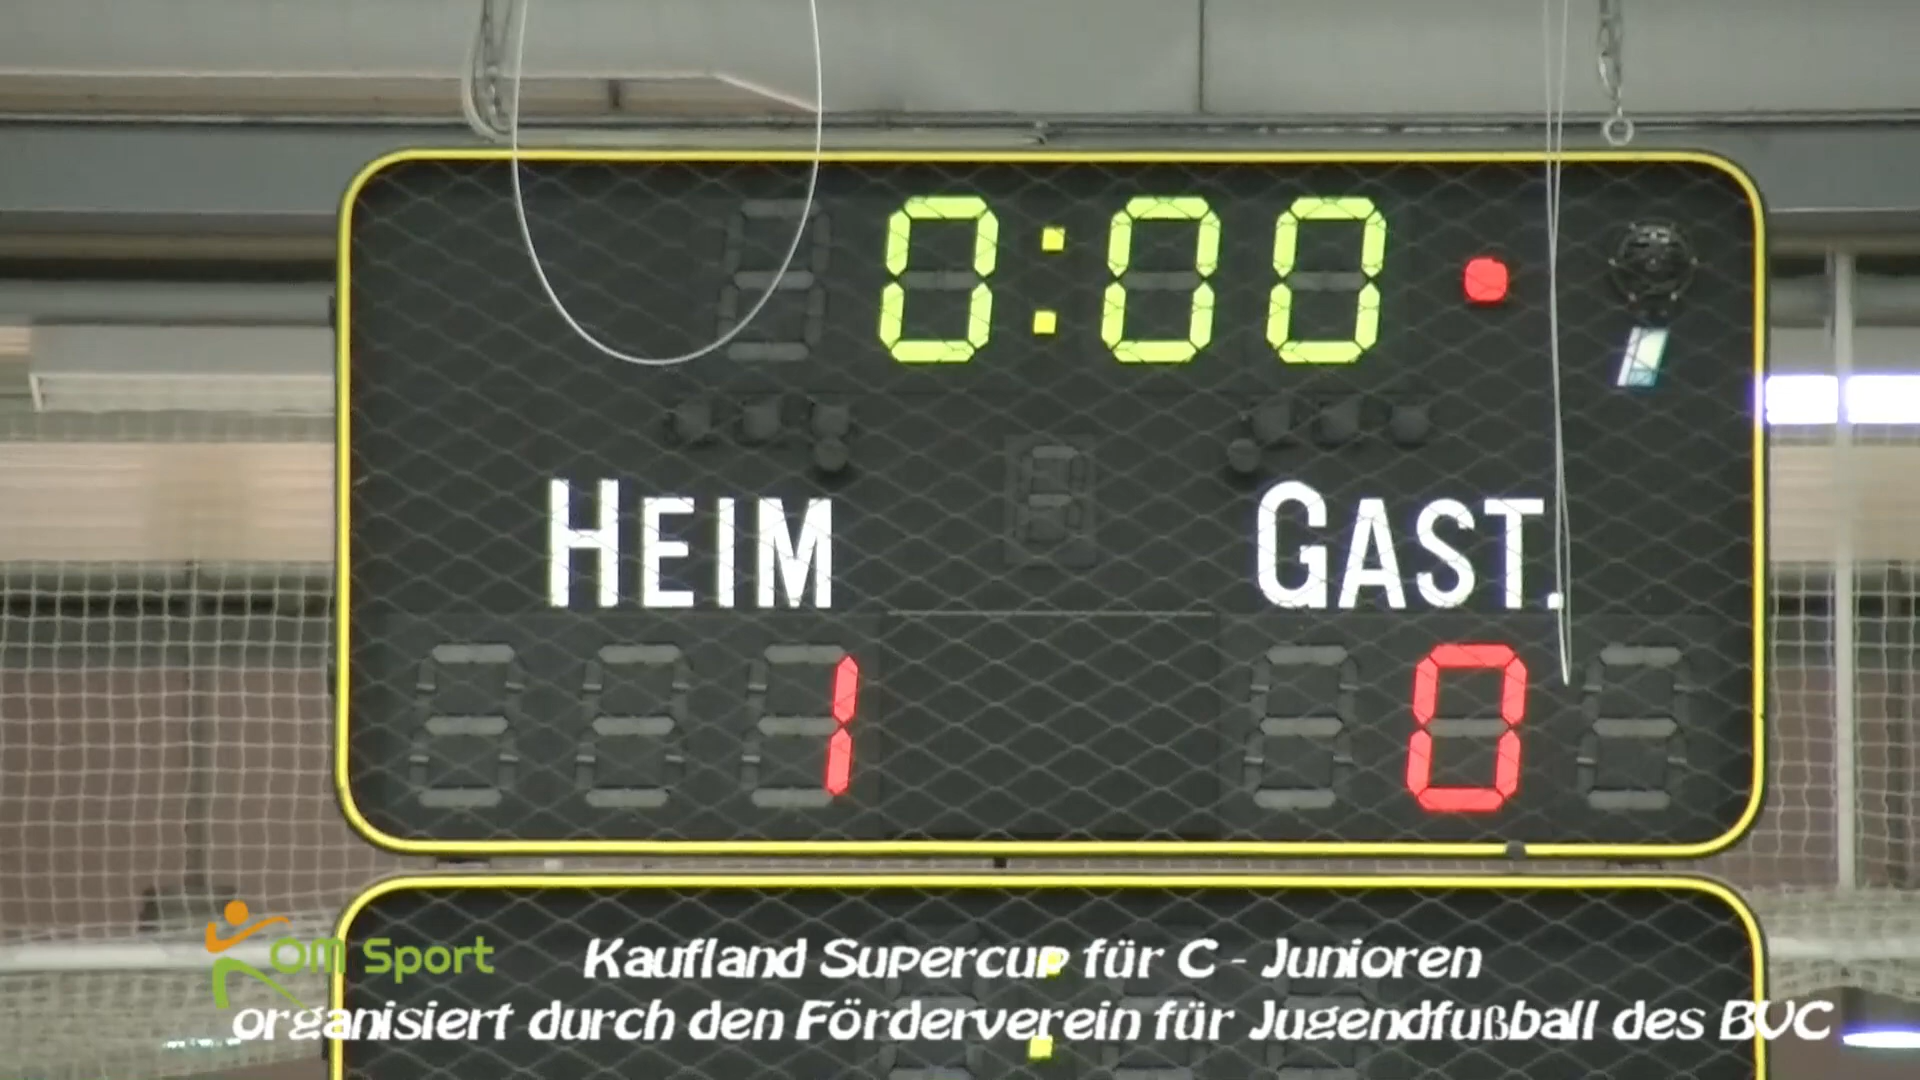 0:00
HEIM GAST.
1 0
OM Sport
Kaufland Supercup für C - Junioren
organisiert durch den Förderverein für Jugendfußball des BVC